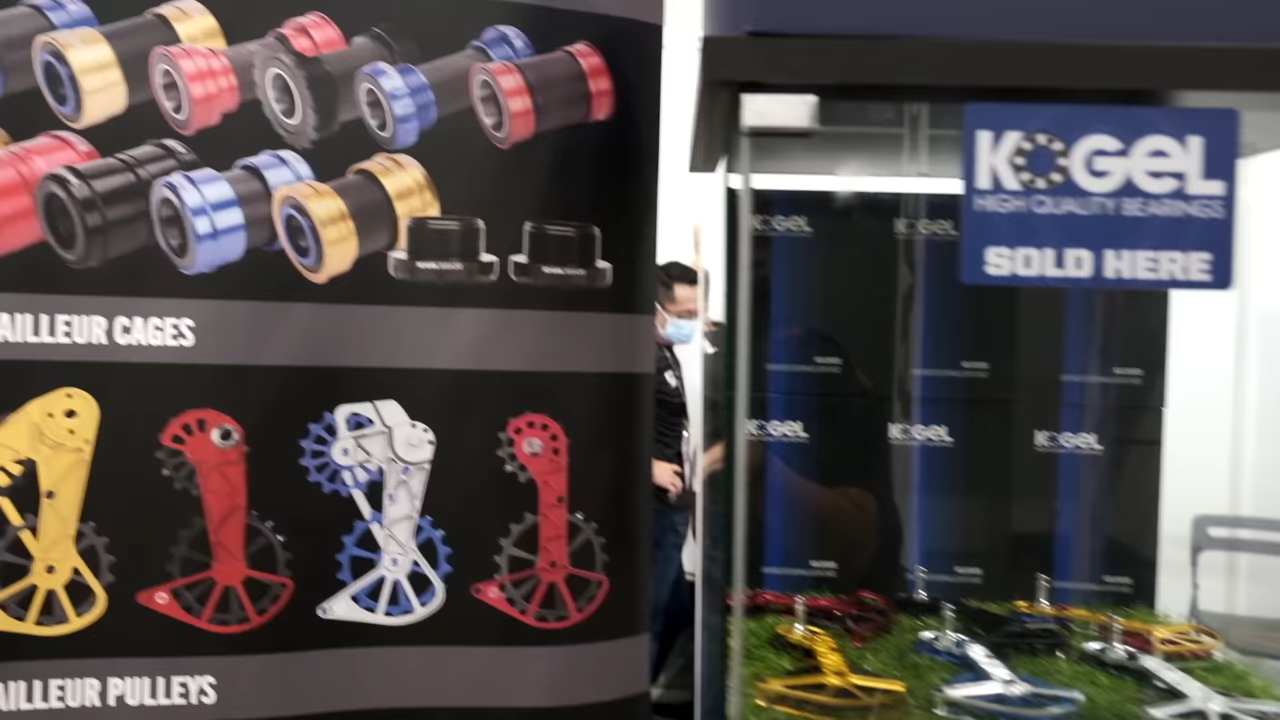 AILLEUR CAGES
AILLEUR PULLEYS
KOGEL
HIGH QUALITY BEARINGS
SOLD HERE
KOGEL
KOGEL
KOGEL
KOGEL
KOGEL